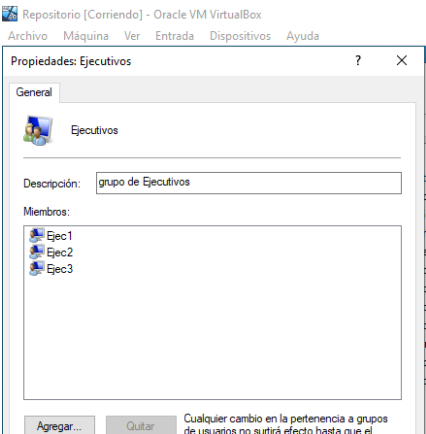 Repositorio [Corriendo] - Oracle VM VirtualBox
Archivo Máquina Ver Entrada Dispositivos Ayuda
Propiedades: Ejecutivos ? ×
General
Ejecutivos
Descripción: grupo de Ejecutivos
Miembros:
Ejec1
Ejec2
Ejec3
Agregar... Quitar Cualquier cambio en la pertenencia a grupos
de usuarios no surtirá efecto hasta que el